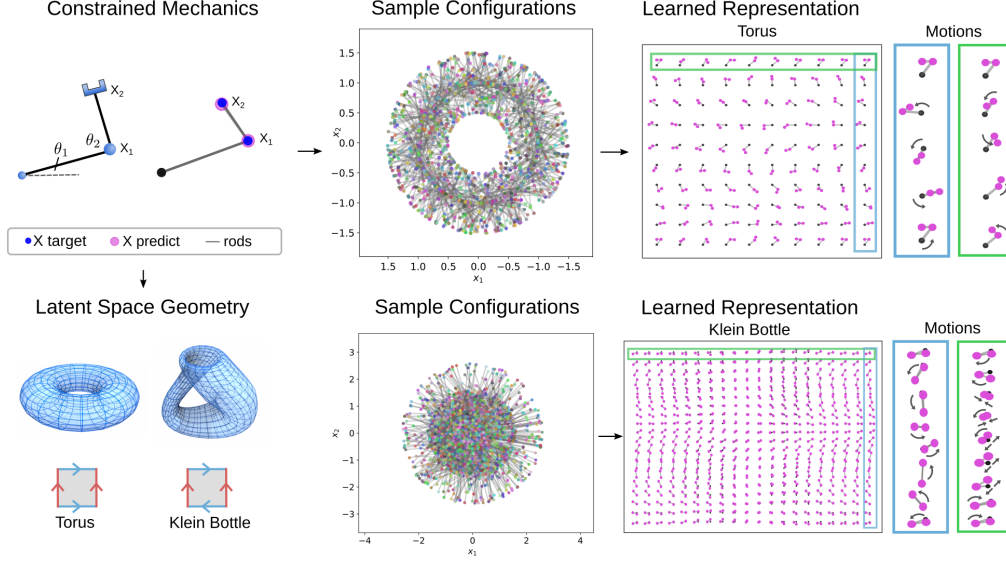 Constrained Mechanics
Sample Configurations
Learned Representation
Torus
Motions
X₂
θ₂
X₁
θ₁
X₂
X₁
X target
X predict
rods
x₂
1.5
1.0
0.5
0.0
−0.5
−1.0
−1.5
1.5 1.0 0.5 0.0 −0.5 −1.0 −1.5
x₁
Latent Space Geometry
Torus
Klein Bottle
Sample Configurations
Learned Representation
Klein Bottle
Motions
x₂
3
2
1
0
−1
−2
−3
−4 −2 0 2 4
x₁